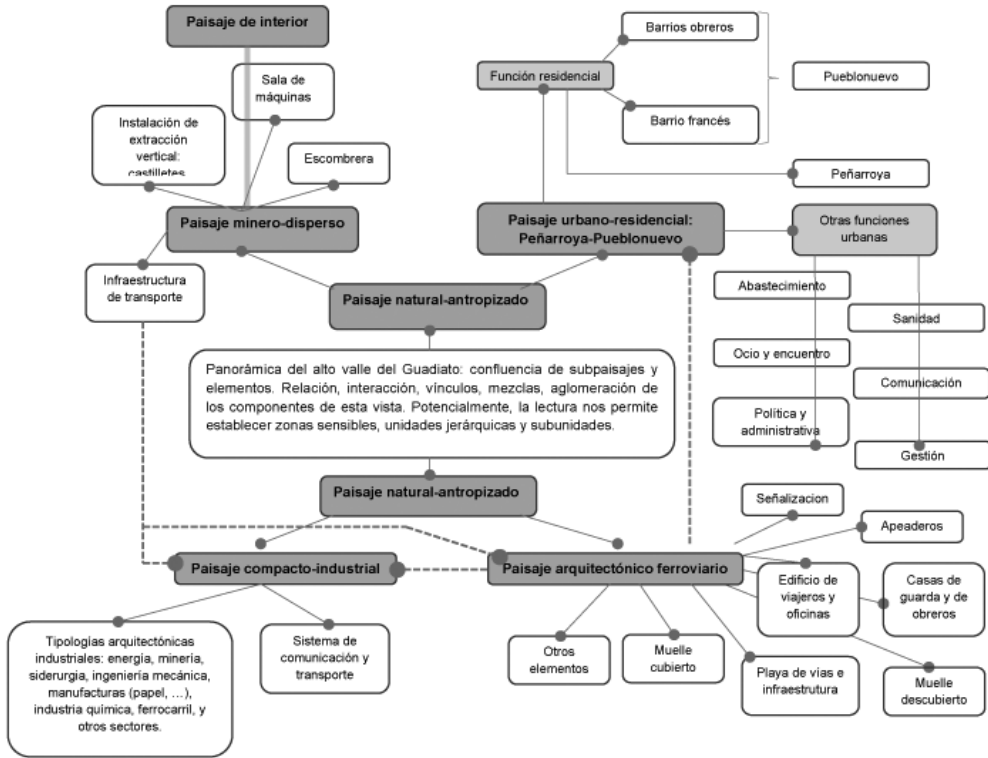 Paisaje de interior
Sala de
máquinas
Instalación de
extracción
vertical:
castilletes
Escombrera
Paisaje minero-disperso
Infraestructura
de transporte
Barrios obreros
Función residencial
Barrio francés
Pueblonuevo
Peñarroya
Paisaje urbano-residencial:
Peñarroya-Pueblonuevo
Otras funciones
urbanas
Abastecimiento
Sanidad
Ocio y encuentro
Comunicación
Política y
administrativa
Gestión
Paisaje natural-antropizado
Panorámica del alto valle del Guadiato: confluencia de subpaisajes y
elementos. Relación, interacción, vínculos, mezclas, aglomeración de
los componentes de esta vista. Potencialmente, la lectura nos permite
establecer zonas sensibles, unidades jerárquicas y subunidades.
Paisaje natural-antropizado
Paisaje compacto-industrial
Tipologías arquitectónicas
industriales: energía, minería,
siderurgia, ingeniería mecánica,
manufacturas (papel, ...),
industria química, ferrocarril, y
otros sectores.
Sistema de
comunicación y
transporte
Paisaje arquitectónico ferroviario
Señalizacion
Apeaderos
Edificio de
viajeros y
oficinas
Casas de
guarda y de
obreros
Otros
elementos
Muelle
cubierto
Playa de vías e
infraestrutura
Muelle
descubierto